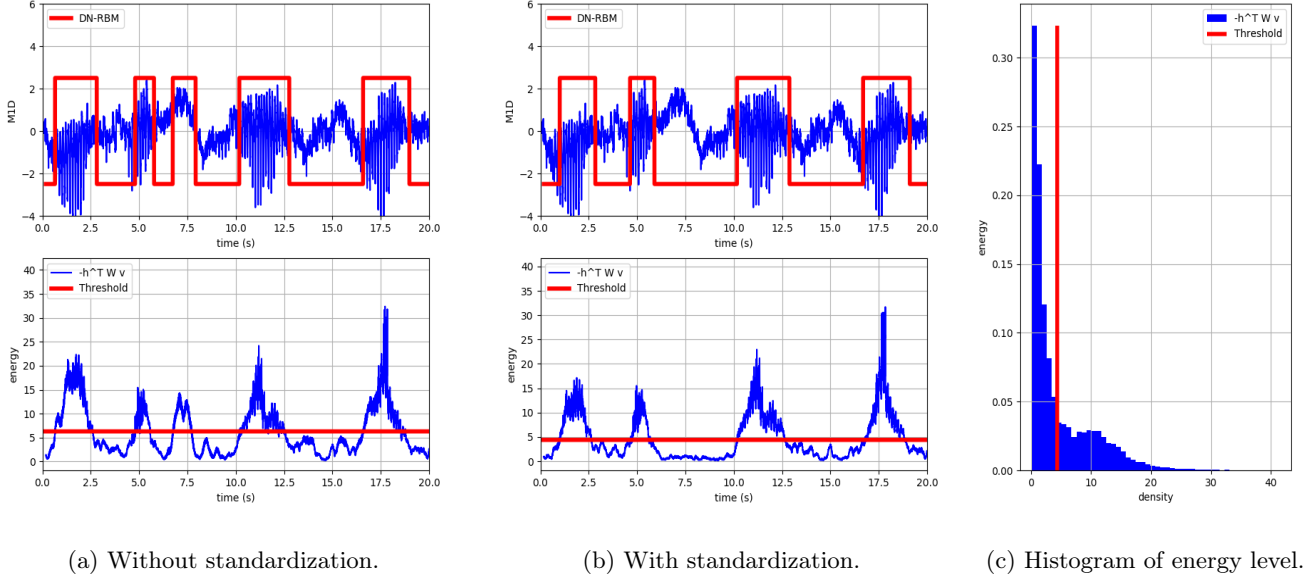 6
4
2
0
−2
−4
M1D
DN-RBM
0.0 2.5 5.0 7.5 10.0 12.5 15.0 17.5 20.0
time (s)
40
35
30
25
20
15
10
5
0
energy
-h^T W v
Threshold
0.0 2.5 5.0 7.5 10.0 12.5 15.0 17.5 20.0
time (s)
(a) Without standardization.
6
4
2
0
−2
−4
M1D
DN-RBM
0.0 2.5 5.0 7.5 10.0 12.5 15.0 17.5 20.0
time (s)
40
35
30
25
20
15
10
5
0
energy
-h^T W v
Threshold
0.0 2.5 5.0 7.5 10.0 12.5 15.0 17.5 20.0
time (s)
(b) With standardization.
-h^T W v
Threshold
0.30
0.25
0.20
0.15
0.10
0.05
0.00
energy
0 10 20 30 40
density
(c) Histogram of energy level.